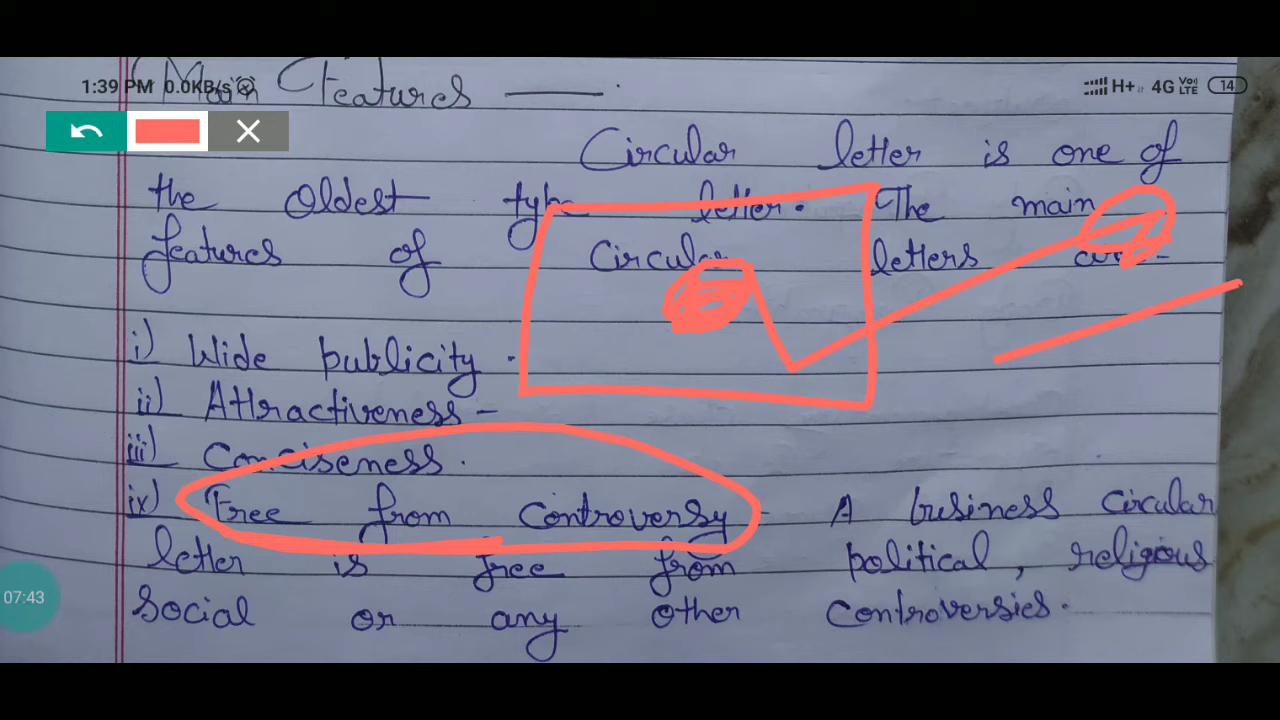 Main Features
1:39 PM 0.0KB/s H+ 4G VoLTE 14
Circular letter is one of
the Oldest type letter. The main
features of Circular letters are-
i) Wide publicity.
ii) Attractiveness -
iii) Conciseness.
ix) Free from Controversy - A business Circular
letter is free from political, religious
07:43
Social or any other Controversies.